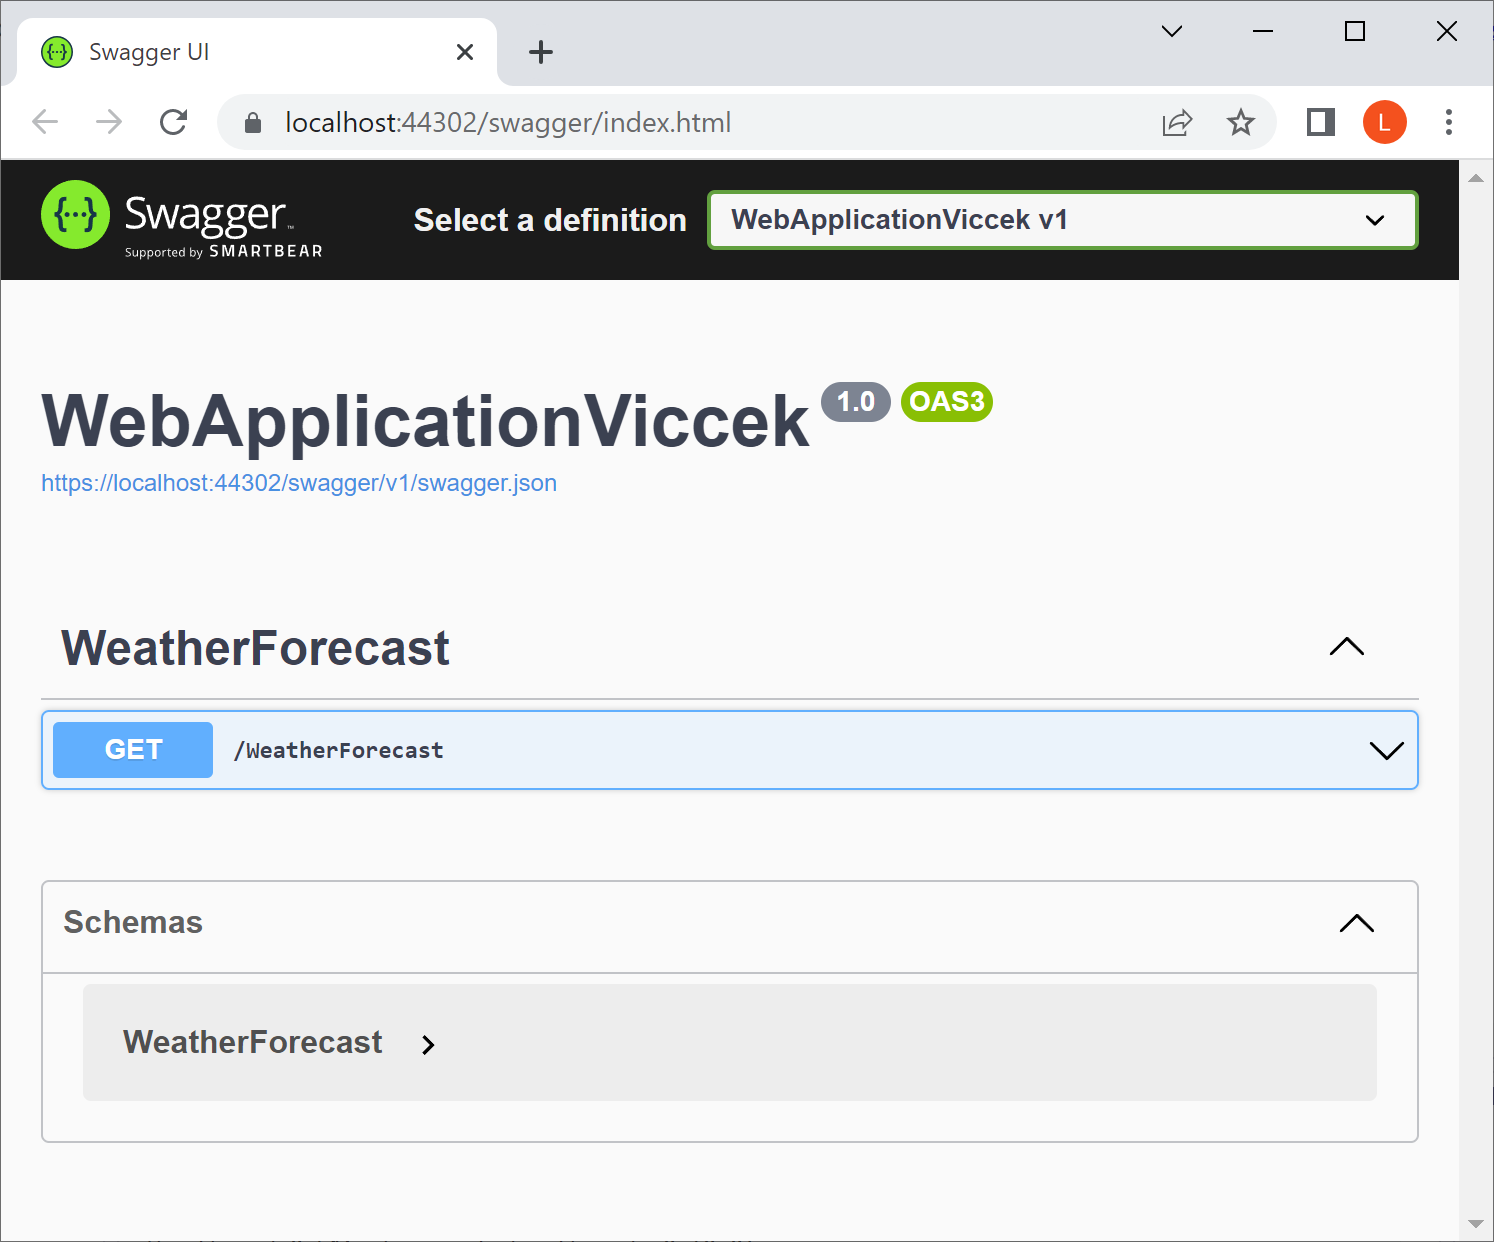 Swagger UI
localhost:44302/swagger/index.html
L
{···} Swagger™
Supported by SMARTBEAR
Select a definition
WebApplicationViccek v1
WebApplicationViccek 1.0 OAS3
https://localhost:44302/swagger/v1/swagger.json
WeatherForecast
GET /WeatherForecast
Schemas
WeatherForecast